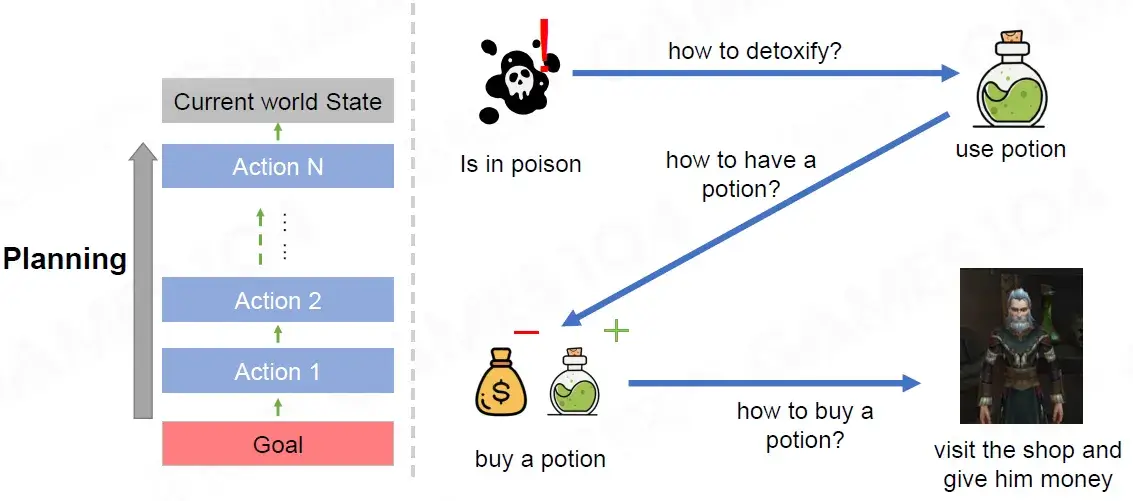 Current world State
Action N
Planning
Action 2
Action 1
Goal
how to detoxify?
Is in poison
use potion
how to have a
potion?
$
buy a potion
how to buy a
potion?
visit the shop and
give him money